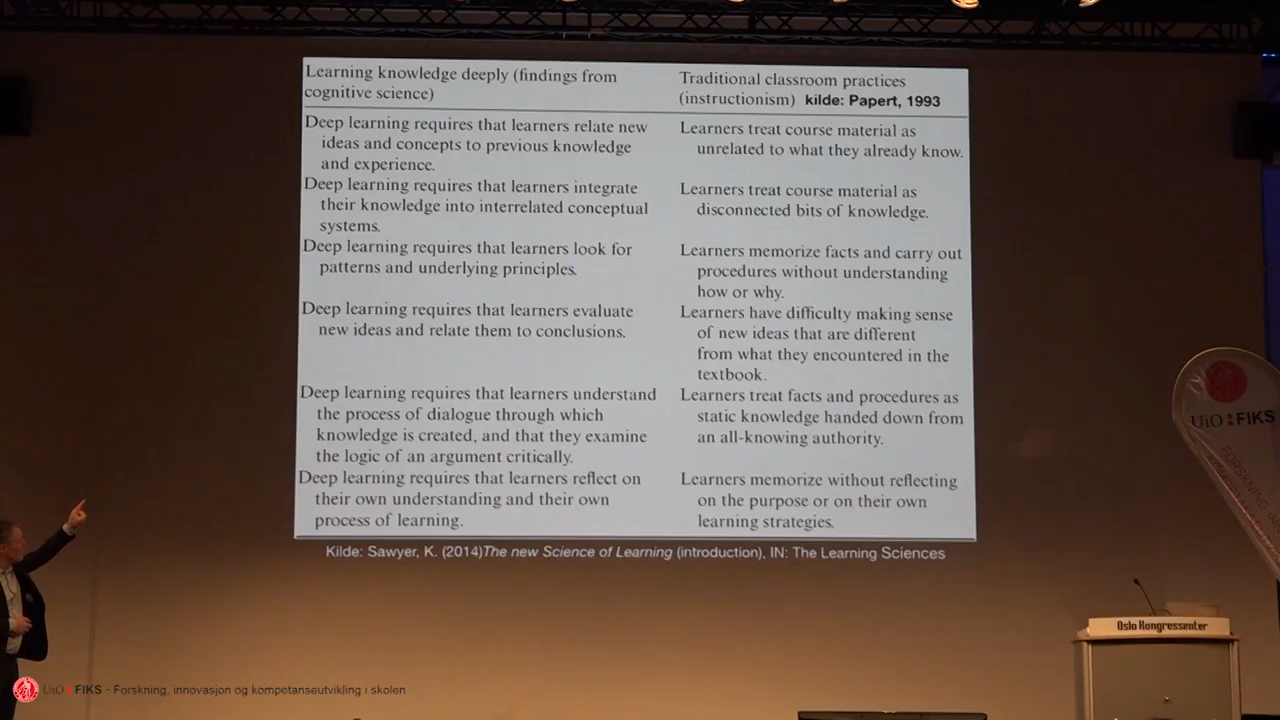 Learning knowledge deeply (findings from
cognitive science)
Traditional classroom practices
(instructionism) kilde: Papert, 1993
Deep learning requires that learners relate new
ideas and concepts to previous knowledge
and experience.
Learners treat course material as
unrelated to what they already know.
Deep learning requires that learners integrate
their knowledge into interrelated conceptual
systems.
Learners treat course material as
disconnected bits of knowledge.
Deep learning requires that learners look for
patterns and underlying principles.
Learners memorize facts and carry out
procedures without understanding
how or why.
Deep learning requires that learners evaluate
new ideas and relate them to conclusions.
Learners have difficulty making sense
of new ideas that are different
from what they encountered in the
textbook.
Deep learning requires that learners understand
the process of dialogue through which
knowledge is created, and that they examine
the logic of an argument critically.
Learners treat facts and procedures as
static knowledge handed down from
an all-knowing authority.
Deep learning requires that learners reflect on
their own understanding and their own
process of learning.
Learners memorize without reflecting
on the purpose or on their own
learning strategies.
Kilde: Sawyer, K. (2014)The new Science of Learning (introduction), IN: The Learning Sciences
UiO:FIKS
FORSKNING
Oslo Kongressenter
UiO:FIKS - Forskning, innovasjon og kompetanseutvikling i skolen